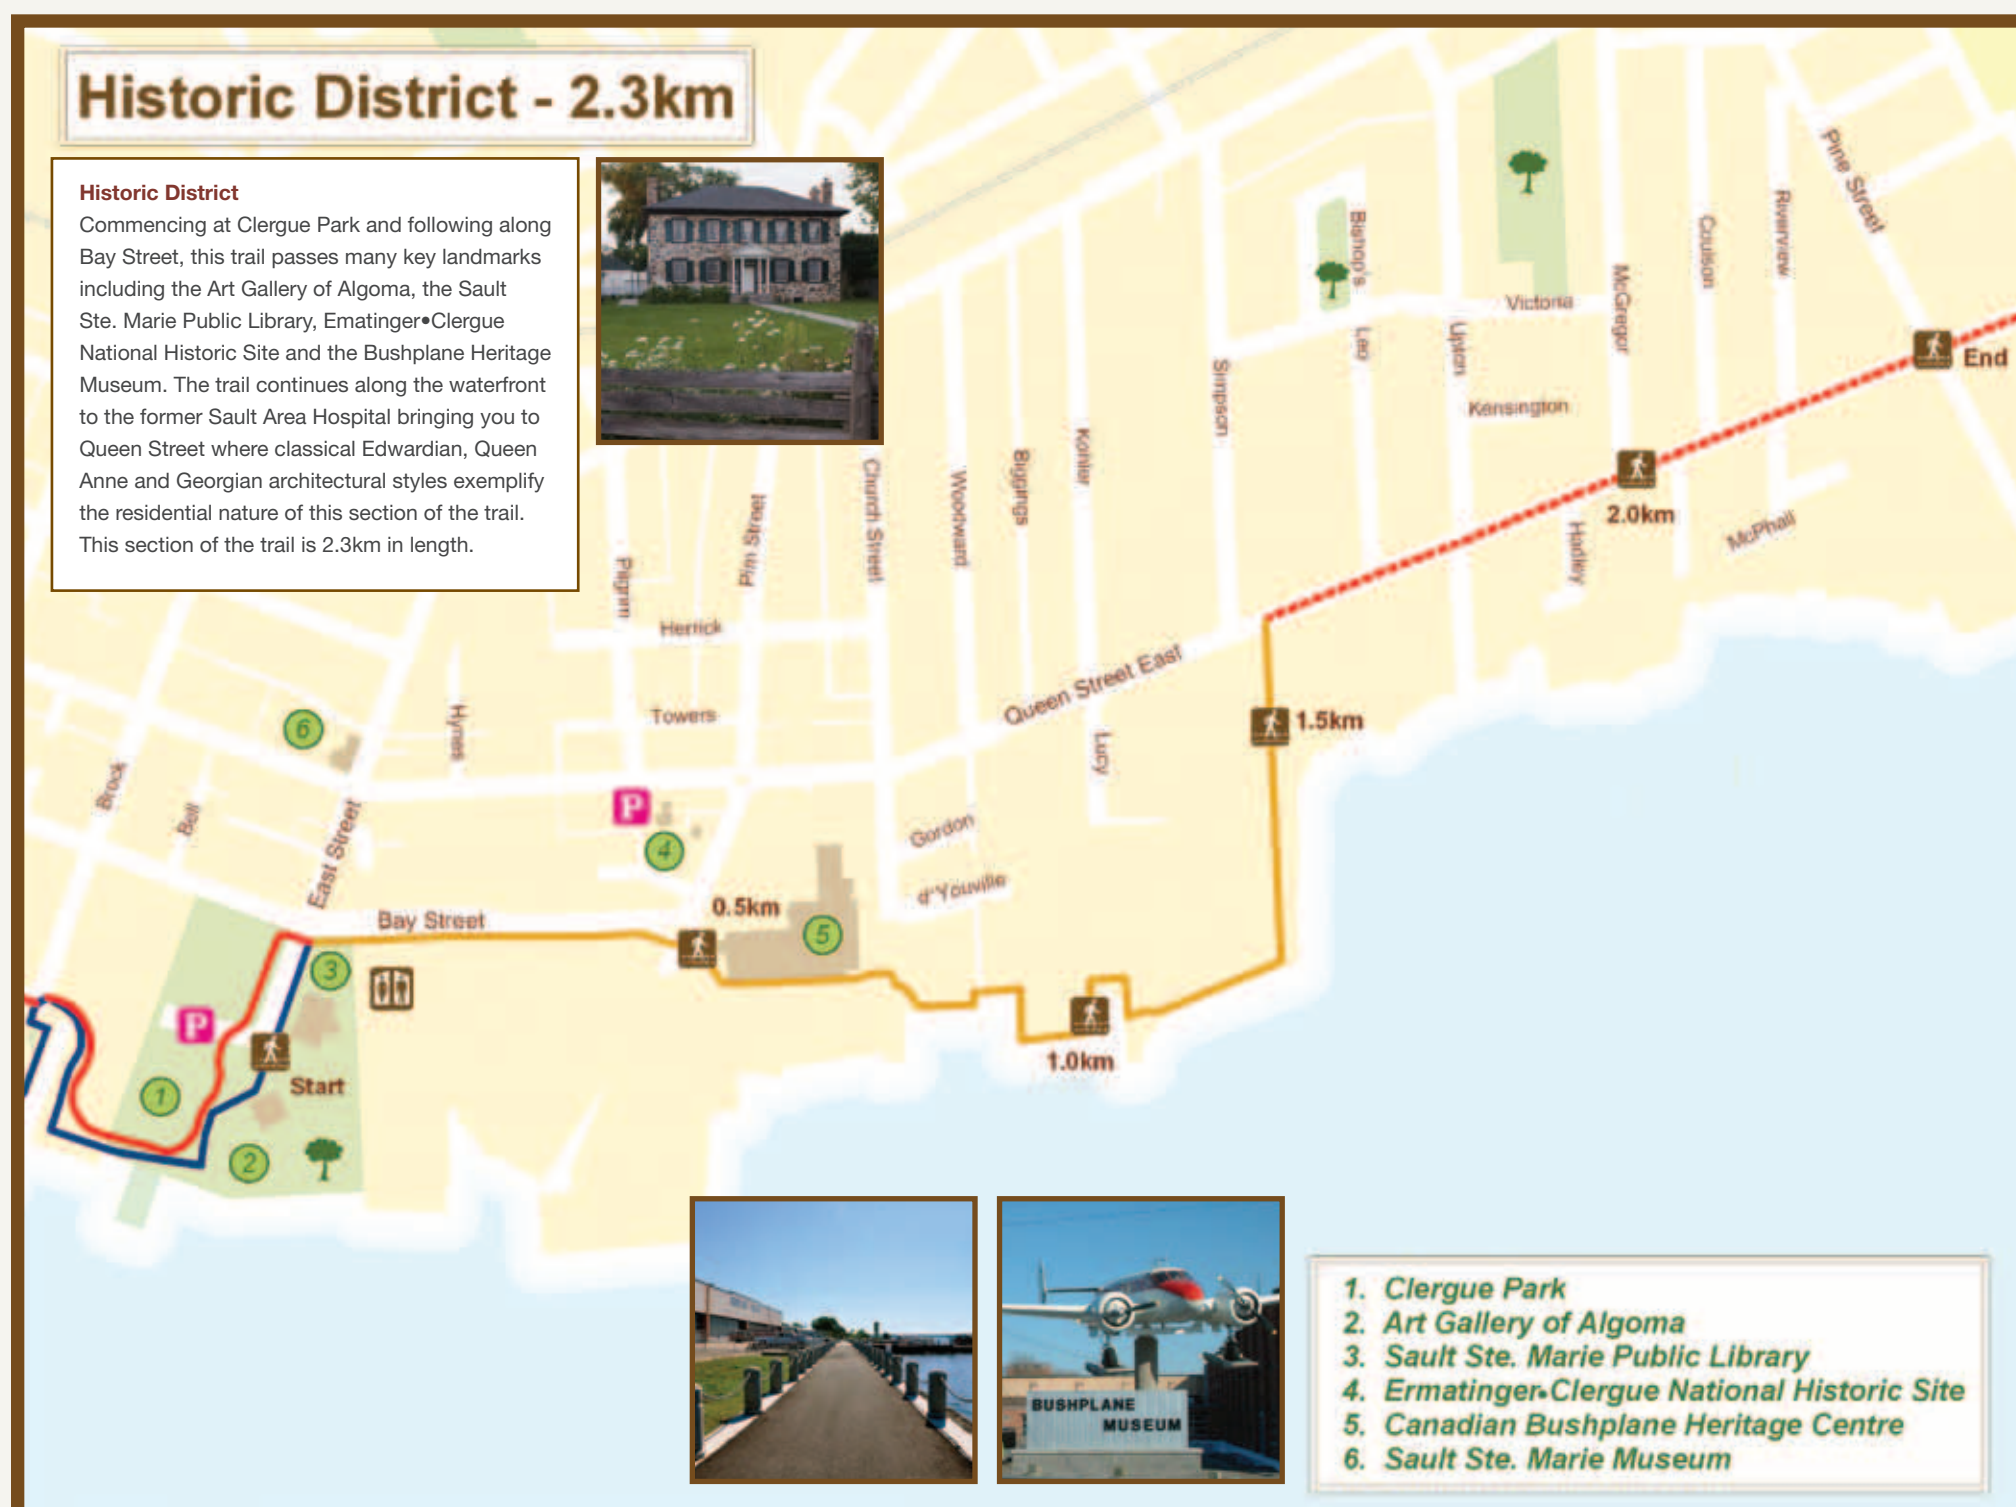 Historic District - 2.3km
Historic District
Commencing at Clergue Park and following along
Bay Street, this trail passes many key landmarks
including the Art Gallery of Algoma, the Sault
Ste. Marie Public Library, Ematinger•Clergue
National Historic Site and the Bushplane Heritage
Museum. The trail continues along the waterfront
to the former Sault Area Hospital bringing you to
Queen Street where classical Edwardian, Queen
Anne and Georgian architectural styles exemplify
the residential nature of this section of the trail.
This section of the trail is 2.3km in length.
Pine Street
Riverview
Coulson
McGregor
Bishop's
Victoria
Leo
Upton
Simpson
Kensington
End
2.0km
McPhail
Hadley
Kohler
Biggings
Woodward
Church Street
Pim Street
Pilgrim
Herrick
Towers
Hymes
Queen Street East
Lucy
1.5km
6
Brock
Bell
East Street
P
4
Gordon
d'Youville
0.5km
5
Bay Street
3
P
Start
1
2
1.0km
BUSHPLANE
MUSEUM
1. Clergue Park
2. Art Gallery of Algoma
3. Sault Ste. Marie Public Library
4. Ermatinger•Clergue National Historic Site
5. Canadian Bushplane Heritage Centre
6. Sault Ste. Marie Museum